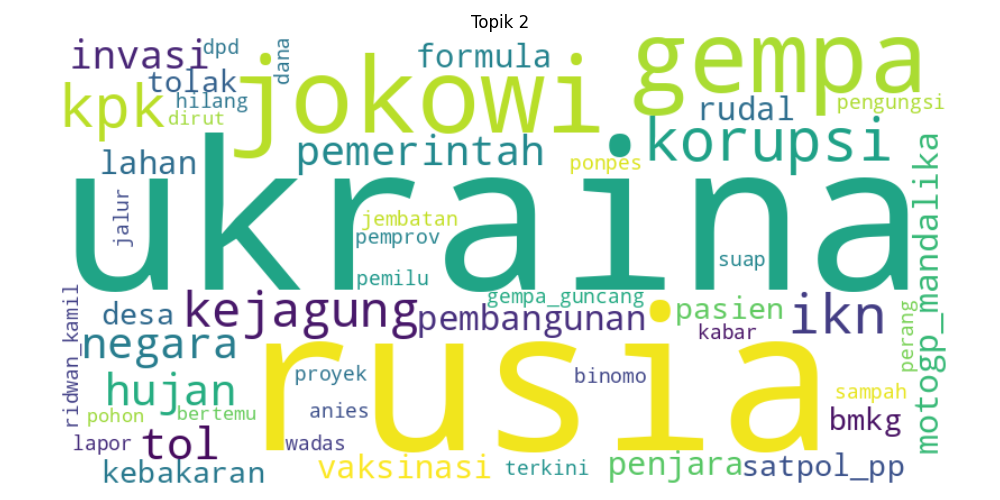 Topik 2
invasi
dpd
dana
jokowi
formula
gempa
tolak
kpk
hilang
dirut
rudal
pengungsi
lahan
pemerintah
ponpes
korupsi
motogp_mandalika
ukraina
jalur
jembatan
pemprov
suap
pemilu
gempa_guncang
ridwan_kamil
desa
kejagung
pembangunan
pasien
kabar
ikn
perang
negara
rusia
hujan
proyek
binomo
sampah
pohon
bertemu
anies
bmkg
lapor
tol
wadas
kebakaran
vaksinasi
terkini
penjara
satpol_pp